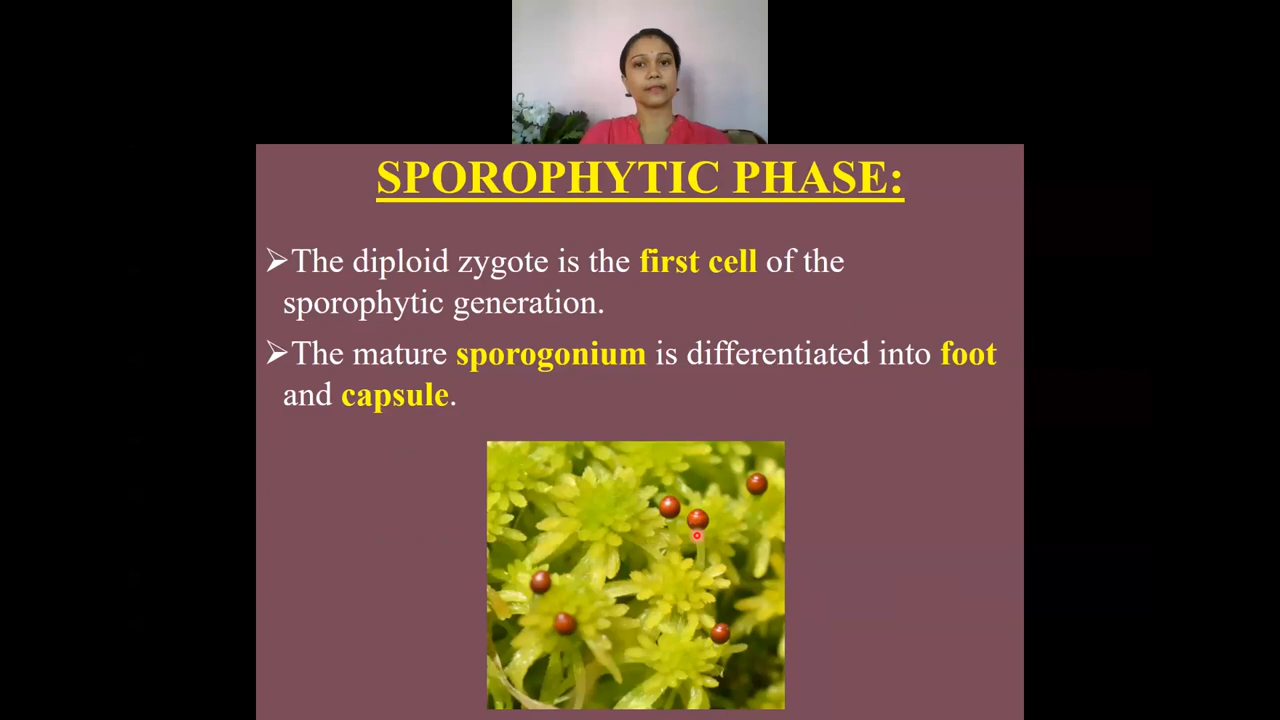 SPOROPHYTIC PHASE:
➢The diploid zygote is the first cell of the
sporophytic generation.
➢The mature sporogonium is differentiated into foot
and capsule.